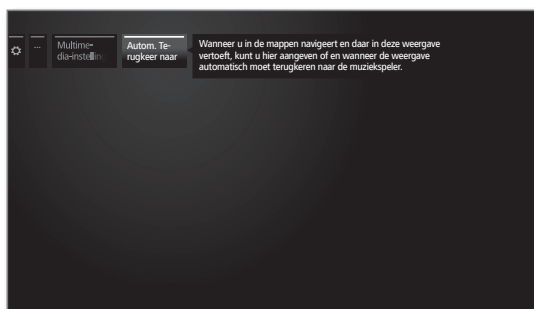 ...
Multime-
dia-instelling
Autom. Te-
rugkeer naar
Wanneer u in de mappen navigeert en daar in deze weergave
vertoeft, kunt u hier aangeven of en wanneer de weergave
automatisch moet terugkeren naar de muziekspeler.